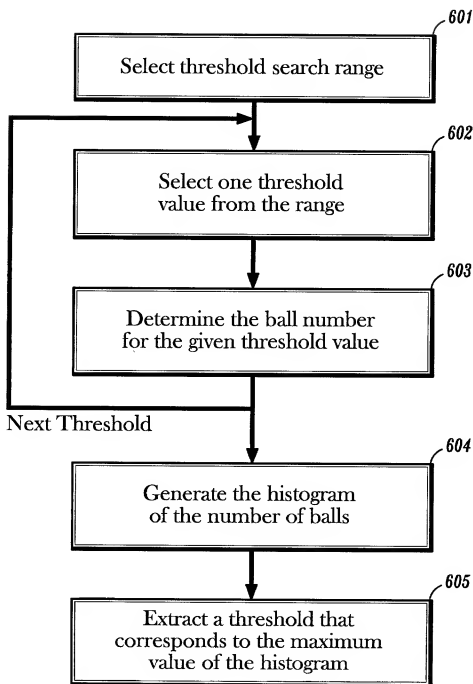 601
Select threshold search range
602
Select one threshold
value from the range
603
Determine the ball number
for the given threshold value
Next Threshold
604
Generate the histogram
of the number of balls
605
Extract a threshold that
corresponds to the maximum
value of the histogram